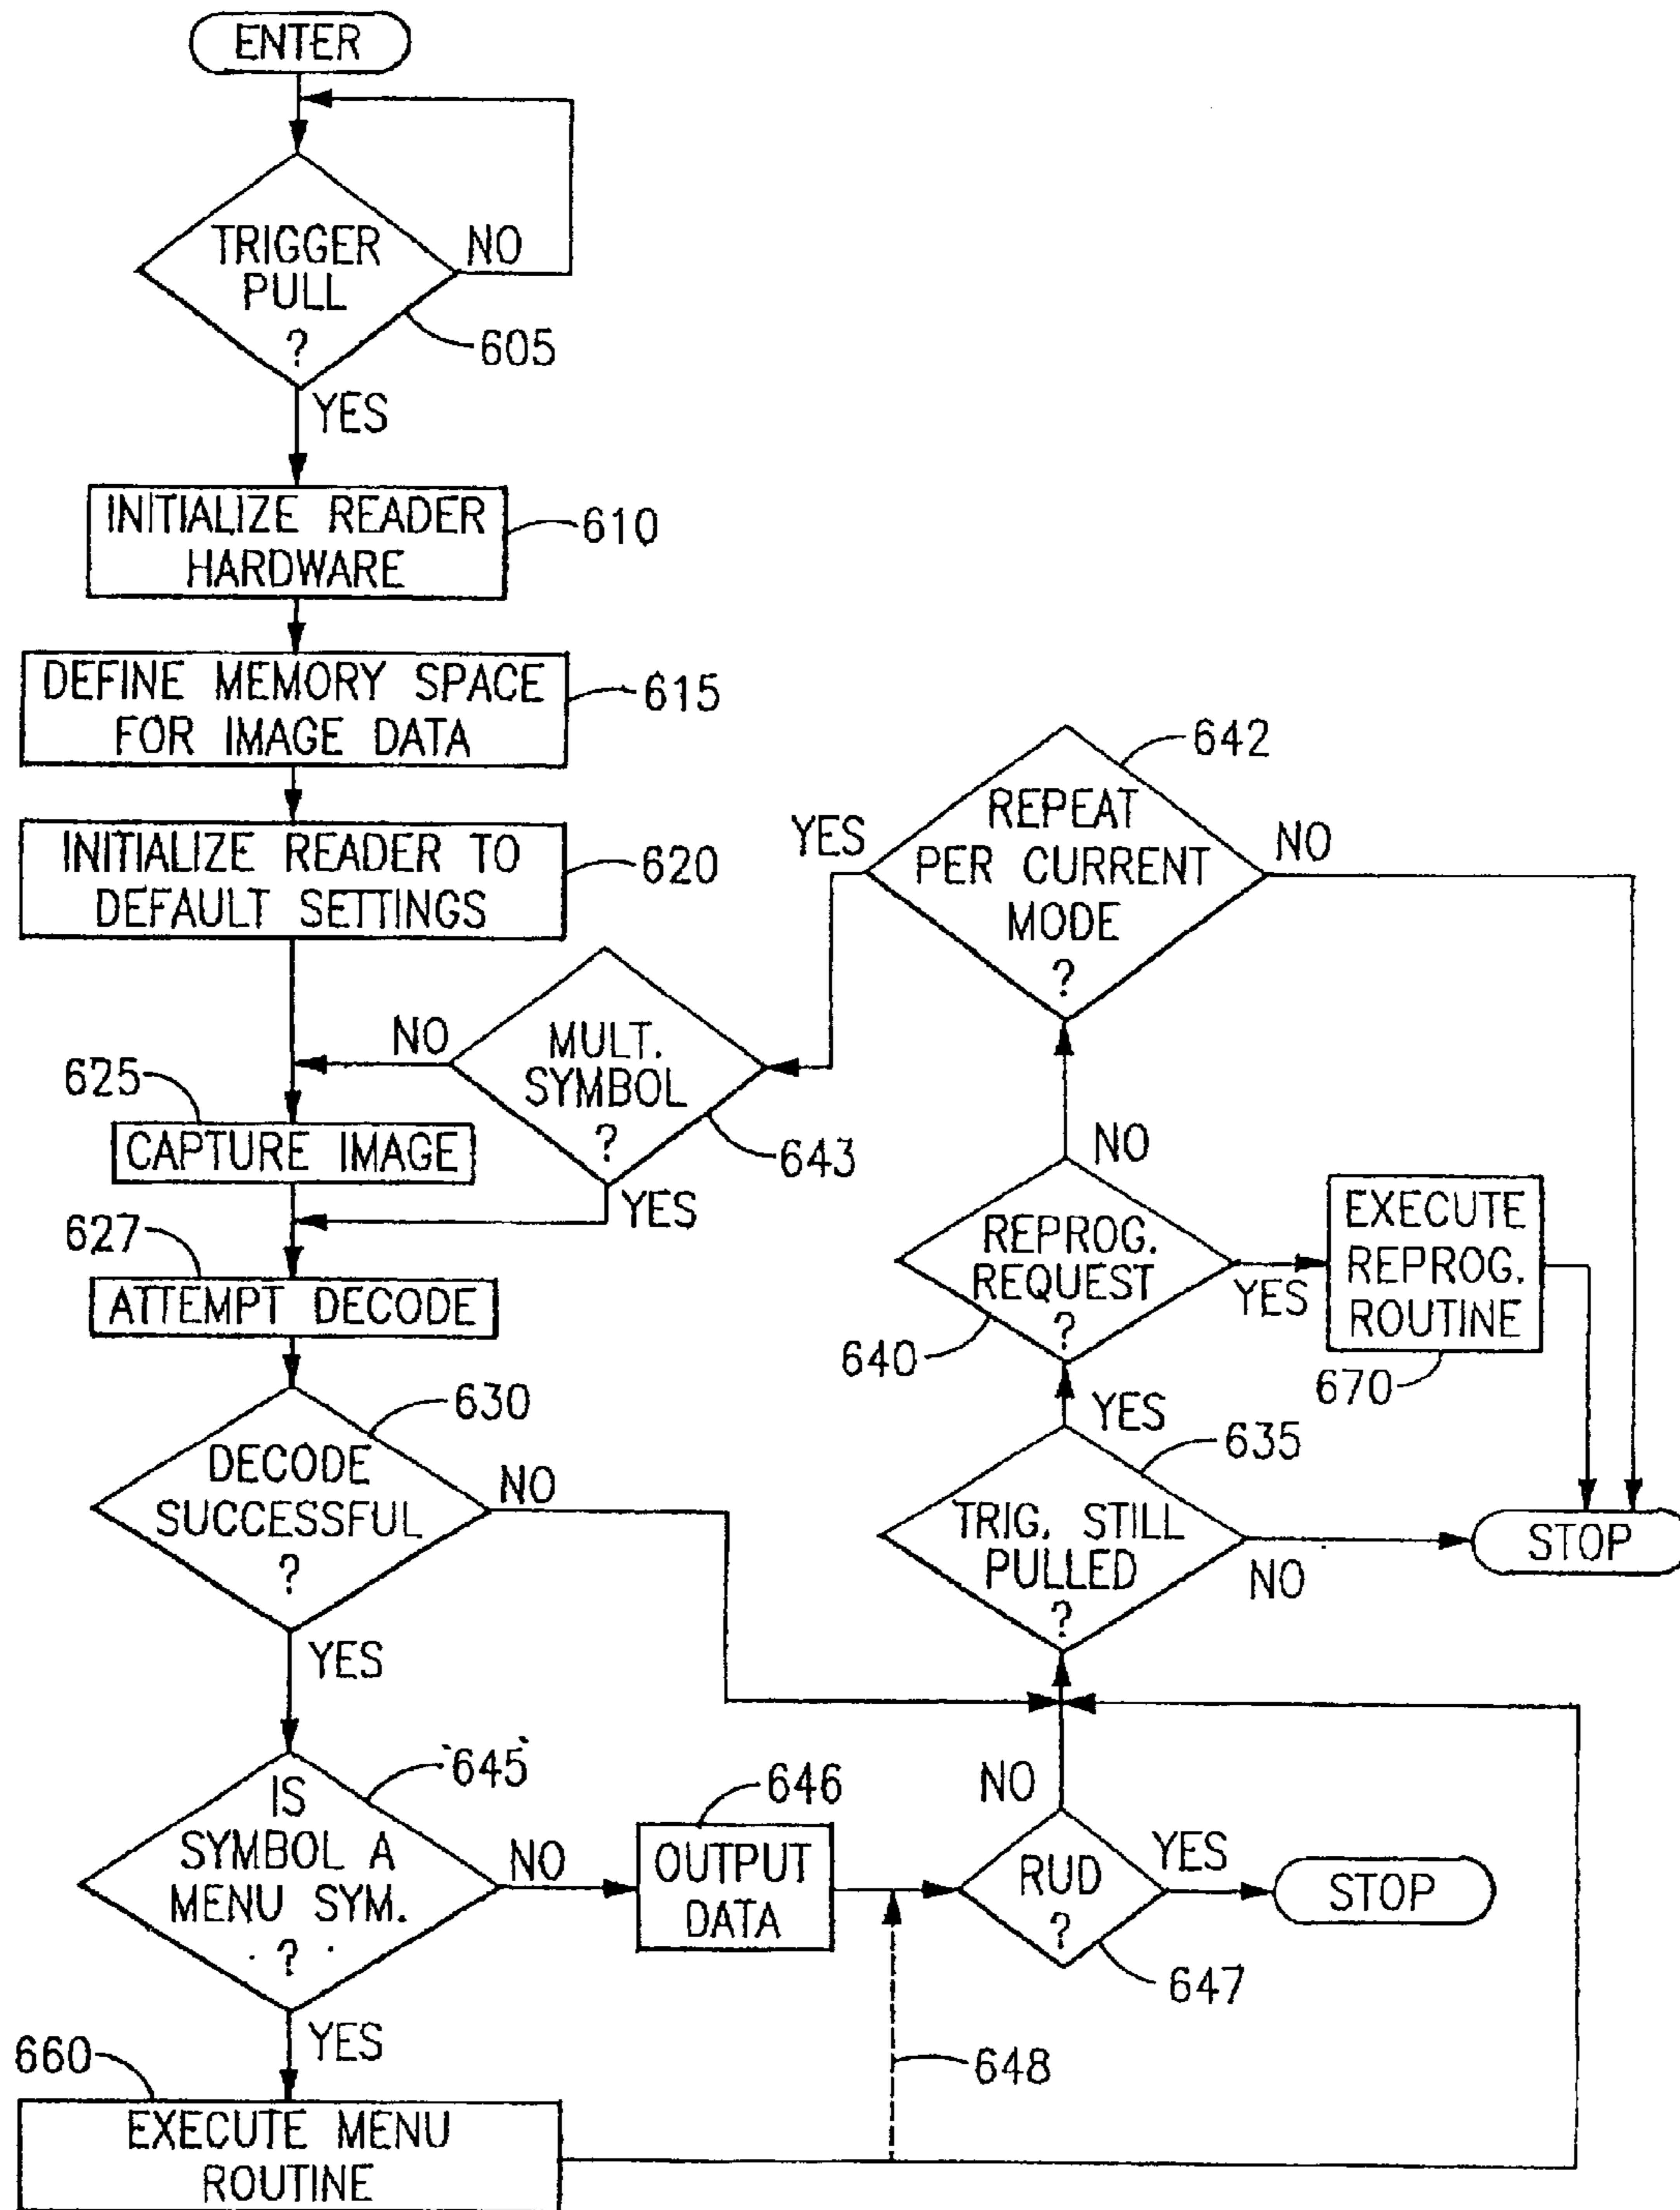 ENTER
TRIGGER
PULL
?
NO
605
YES
INITIALIZE READER
HARDWARE
610
DEFINE MEMORY SPACE
FOR IMAGE DATA
615
INITIALIZE READER TO
DEFAULT SETTINGS
620
642
REPEAT
PER CURRENT
MODE
?
YES
NO
MULT.
SYMBOL
?
NO
643
YES
625
CAPTURE IMAGE
627
ATTEMPT DECODE
NO
REPROG.
REQUEST
?
640
YES
EXECUTE
REPROG.
ROUTINE
670
YES
630
DECODE
SUCCESSFUL
?
NO
YES
635
TRIG. STILL
PULLED
?
NO
STOP
645
IS
SYMBOL A
MENU SYM.
?
NO
646
OUTPUT
DATA
NO
RUD
?
YES
STOP
647
YES
648
660
EXECUTE MENU
ROUTINE